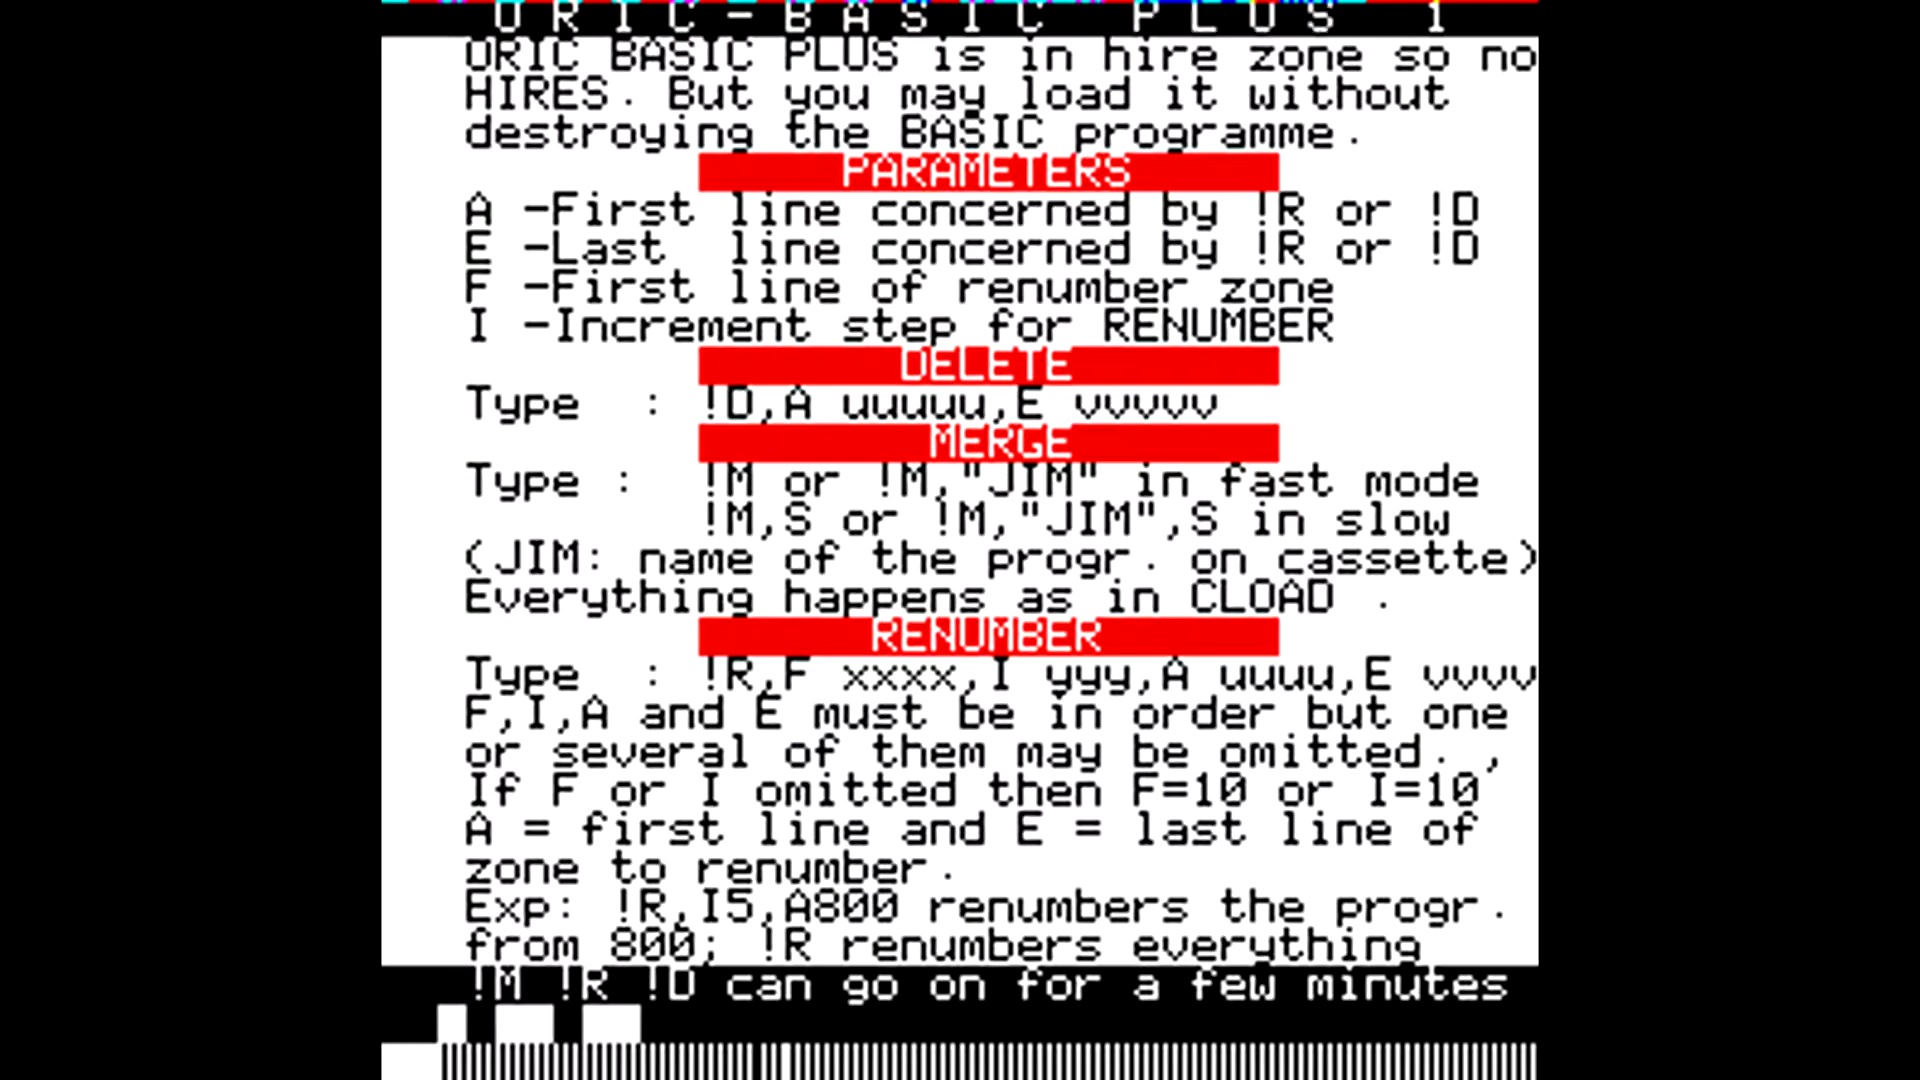 ORIC-BASIC PLUS 1
ORIC BASIC PLUS is in hire zone so no
HIRES. But you may load it without
destroying the BASIC programme.
PARAMETERS
A -First line concerned by !R or !D
E -Last  line concerned by !R or !D
F -First line of renumber zone
I -Increment step for RENUMBER
DELETE
Type  : !D,A uuuuu,E vvvvv
MERGE
Type :  !M or !M,"JIM" in fast mode
!M,S or !M,"JIM",S in slow
(JIM: name of the progr. on cassette)
Everything happens as in CLOAD .
RENUMBER
Type  : !R,F xxxx,I yyy,A uuuu,E vvvv
F,I,A and E must be in order but one
or several of them may be omitted. ,
If F or I omitted then F=10 or I=10
A = first line and E = last line of
zone to renumber.
Exp: !R,I5,A800 renumbers the progr.
from 800; !R renumbers everything
!M !R !D can go on for a few minutes